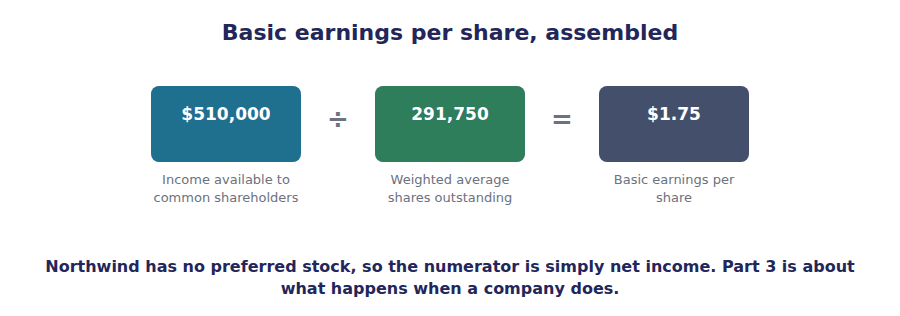 Basic earnings per share, assembled
$510,000 ÷ 291,750 = $1.75
Income available to
common shareholders
Weighted average
shares outstanding
Basic earnings per
share
Northwind has no preferred stock, so the numerator is simply net income. Part 3 is about
what happens when a company does.